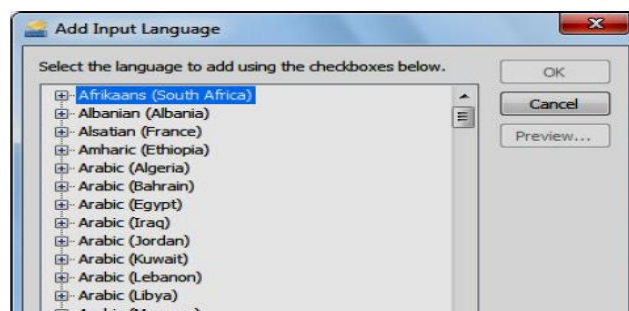 Add Input Language
Select the language to add using the checkboxes below.
Afrikaans (South Africa)
Albanian (Albania)
Alsatian (France)
Amharic (Ethiopia)
Arabic (Algeria)
Arabic (Bahrain)
Arabic (Egypt)
Arabic (Iraq)
Arabic (Jordan)
Arabic (Kuwait)
Arabic (Lebanon)
Arabic (Libya)
OK
Cancel
Preview...